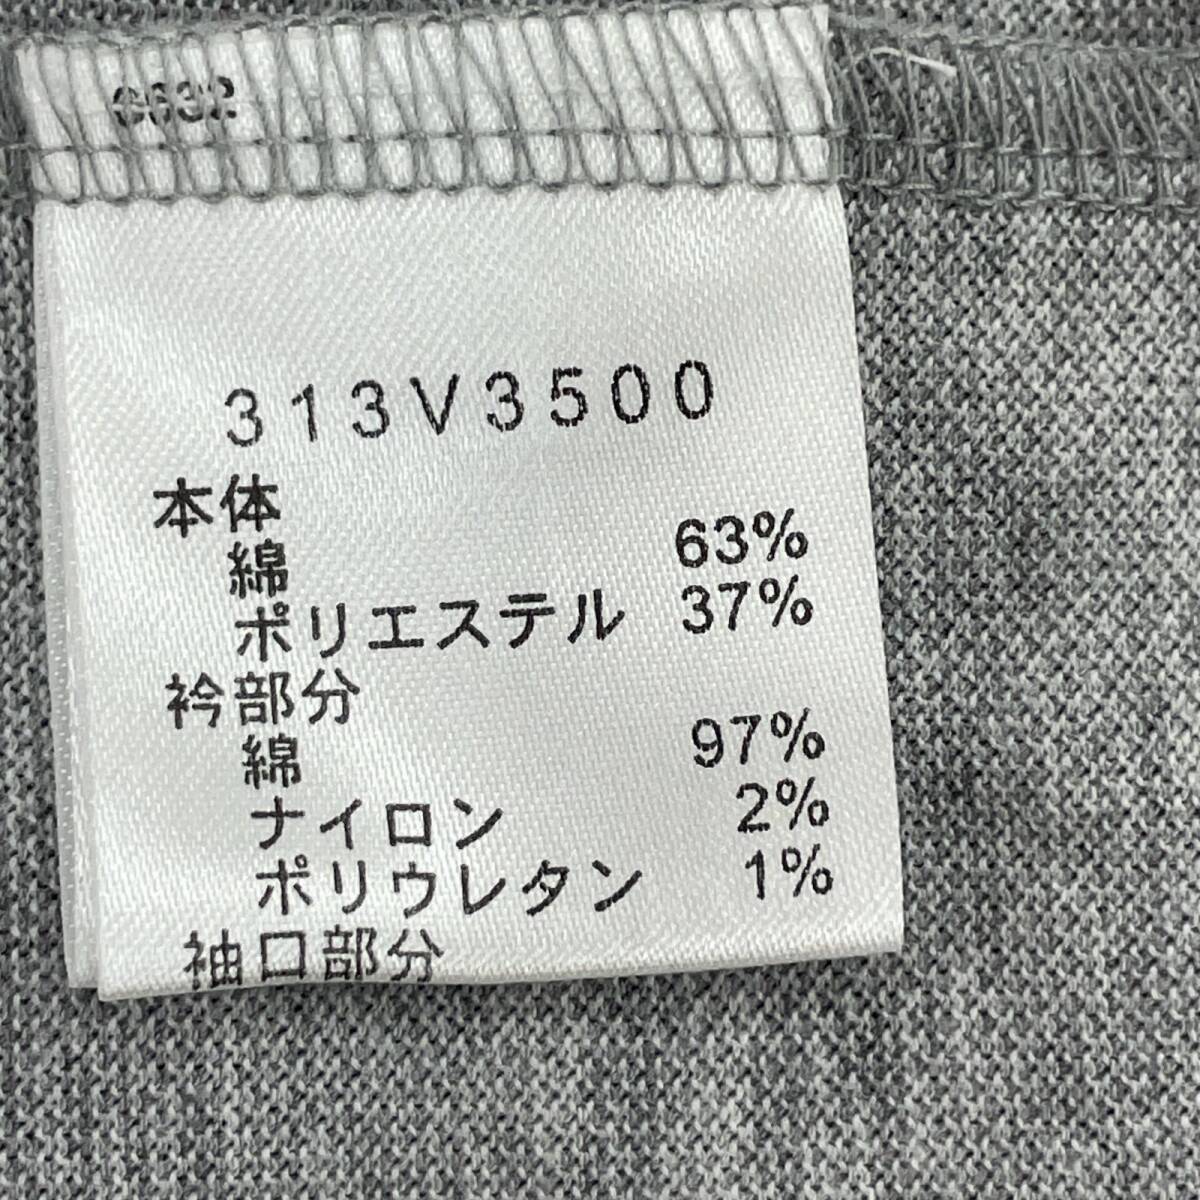 313V3500
本体
綿 63%
ポリエステル 37%
衿部分
綿 97%
ナイロン 2%
ポリウレタン 1%
袖口部分